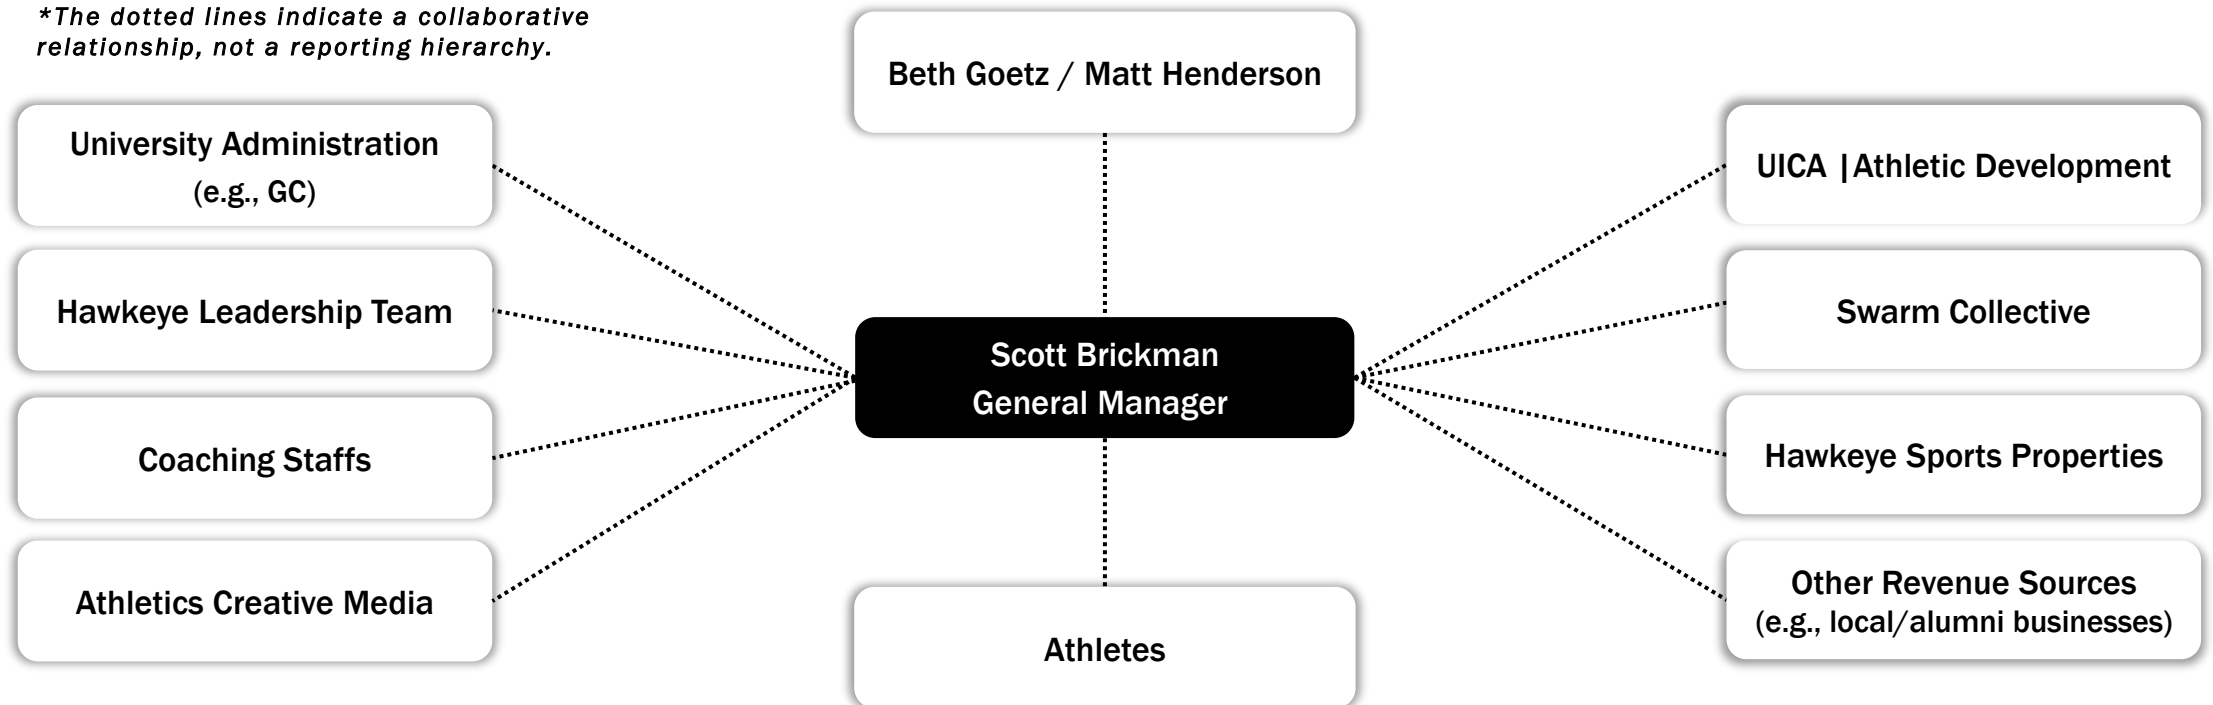 *The dotted lines indicate a collaborative
relationship, not a reporting hierarchy.
Beth Goetz / Matt Henderson
University Administration
(e.g., GC)
Hawkeye Leadership Team
Coaching Staffs
Athletics Creative Media
Scott Brickman
General Manager
Athletes
UICA |Athletic Development
Swarm Collective
Hawkeye Sports Properties
Other Revenue Sources
(e.g., local/alumni businesses)